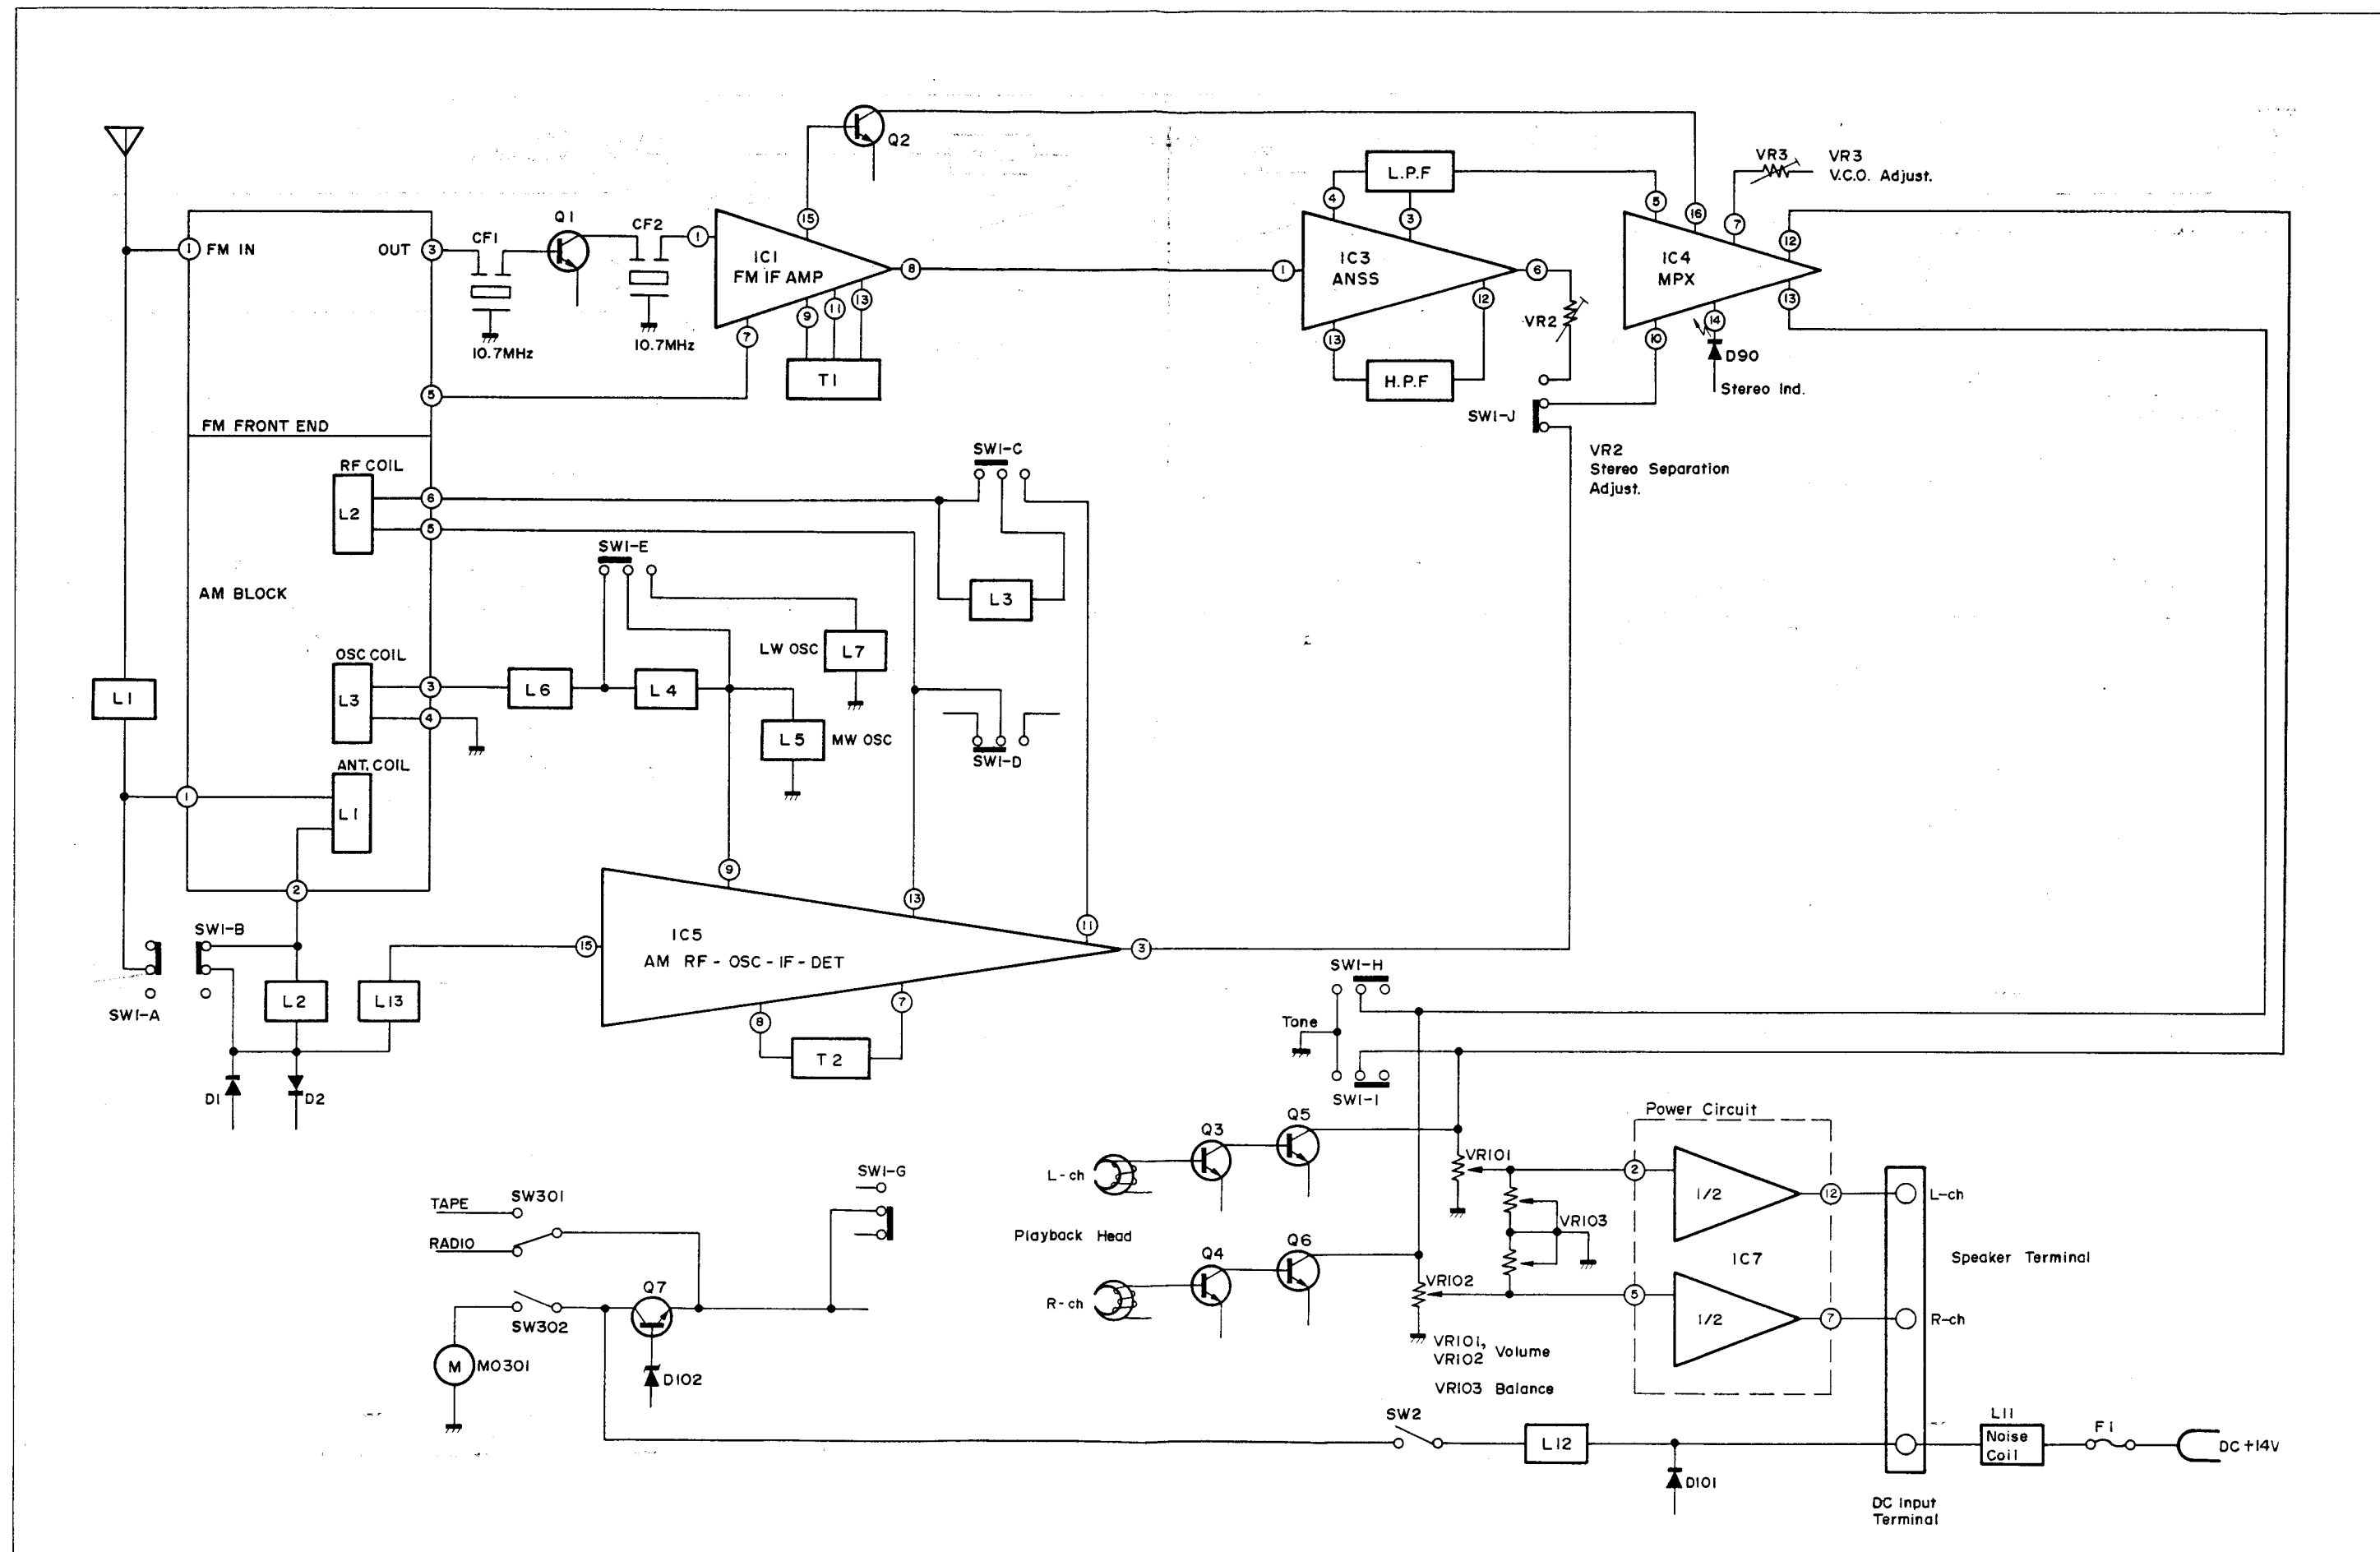 Q2
15
VR3
VR3
V.C.O. Adjust.
L.P.F
4
3
5
16
7
12
1
FM IN
OUT
3
CF1
Q1
CF2
1
IC1
FM IF AMP
8
1
IC3
ANSS
6
IC4
MPX
13
12
10.7MHz
10.7MHz
7
9
11
13
T1
13
H.P.F
VR2
10
14
D90
Stereo Ind.
5
FM FRONT END
SW1-J
VR2
Stereo Separation
Adjust.
RF COIL
L2
6
5
SW1-C
SW1-E
L3
AM BLOCK
LW OSC
L7
OSC COIL
L3
3
4
L6
L4
L5
MW OSC
SW1-D
L1
ANT. COIL
1
L1
2
9
13
11
SW1-B
SW1-A
L2
L13
15
IC5
AM RF-OSC-IF-DET
3
8
7
T2
D1
D2
SW1-H
Tone
SW1-I
Power Circuit
Q3
Q5
L-ch
Playback Head
Q4
Q6
R-ch
VR101
VR103
VR102
2
1/2
12
L-ch
IC7
Speaker Terminal
5
1/2
7
R-ch
VR101,
VR102 Volume
VR103 Balance
SW1-G
TAPE
SW301
RADIO
Q7
SW302
M
MO301
D102
SW2
L12
D101
L11
Noise
Coil
F1
DC+14V
DC Input
Terminal